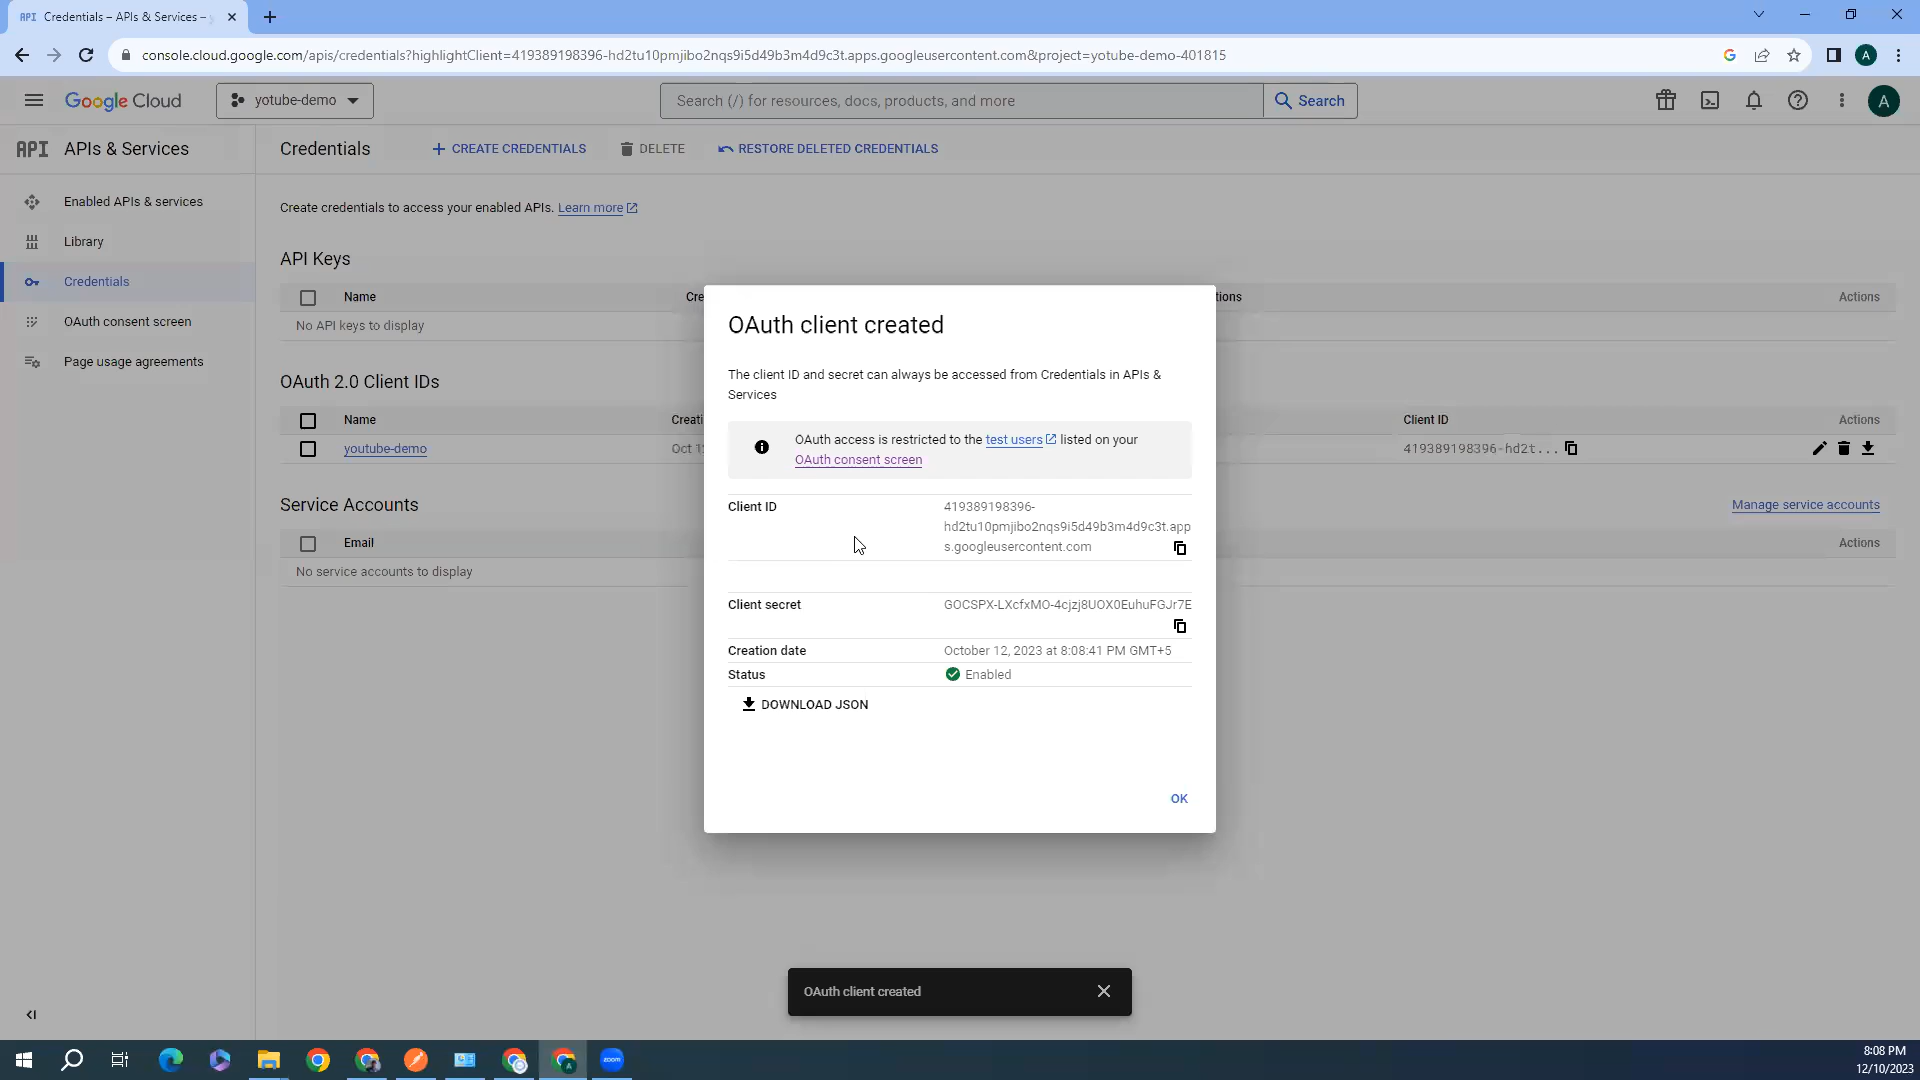 API Credentials – APIs & Services –
console.cloud.google.com/apis/credentials?highlightClient=419389198396-hd2tu10pmjibo2nqs9i5d49b3m4d9c3t.apps.googleusercontent.com&project=yotube-demo-401815
A
Google Cloud
yotube-demo
Search (/) for resources, docs, products, and more
Search
A
API APIs & Services
Credentials
CREATE CREDENTIALS
DELETE
RESTORE DELETED CREDENTIALS
Enabled APIs & services
Library
Credentials
OAuth consent screen
Page usage agreements
Create credentials to access your enabled APIs. Learn more
API Keys
Name Cre tions Actions
No API keys to display
OAuth 2.0 Client IDs
Name Creati Client ID Actions
youtube-demo Oct 1 419389198396-hd2t...
Service Accounts
Manage service accounts
Email Actions
No service accounts to display
OAuth client created
The client ID and secret can always be accessed from Credentials in APIs &
Services
OAuth access is restricted to the test users listed on your
OAuth consent screen
Client ID 419389198396-
hd2tu10pmjibo2nqs9i5d49b3m4d9c3t.app
s.googleusercontent.com
Client secret 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
Creation date October 12, 2023 at 8:08:41 PM GMT+5
Status Enabled
DOWNLOAD JSON
OK
OAuth client created
zoom
8:08 PM
12/10/2023